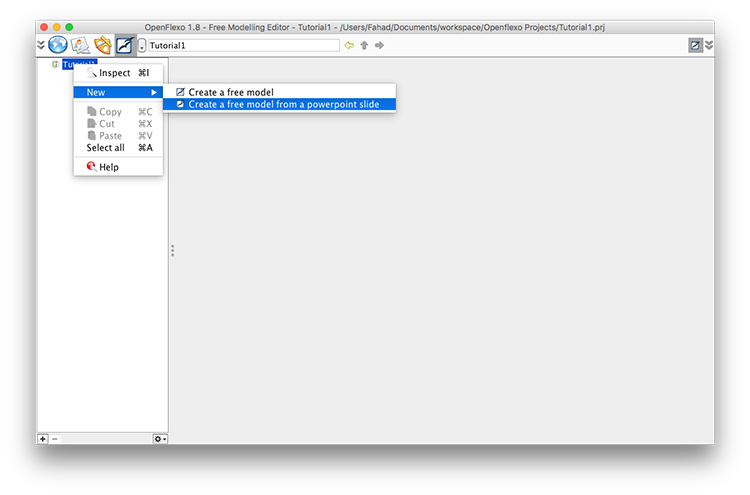 OpenFlexo 1.8 - Free Modelling Editor - Tutorial1 - /Users/Fahad/Documents/workspace/Openflexo Projects/Tutorial1.prj
Tutorial1
Tutorial1
Inspect ⌘I
New
Create a free model
Create a free model from a powerpoint slide
Copy ⌘C
Cut ⌘X
Paste ⌘V
Select all ⌘A
Help